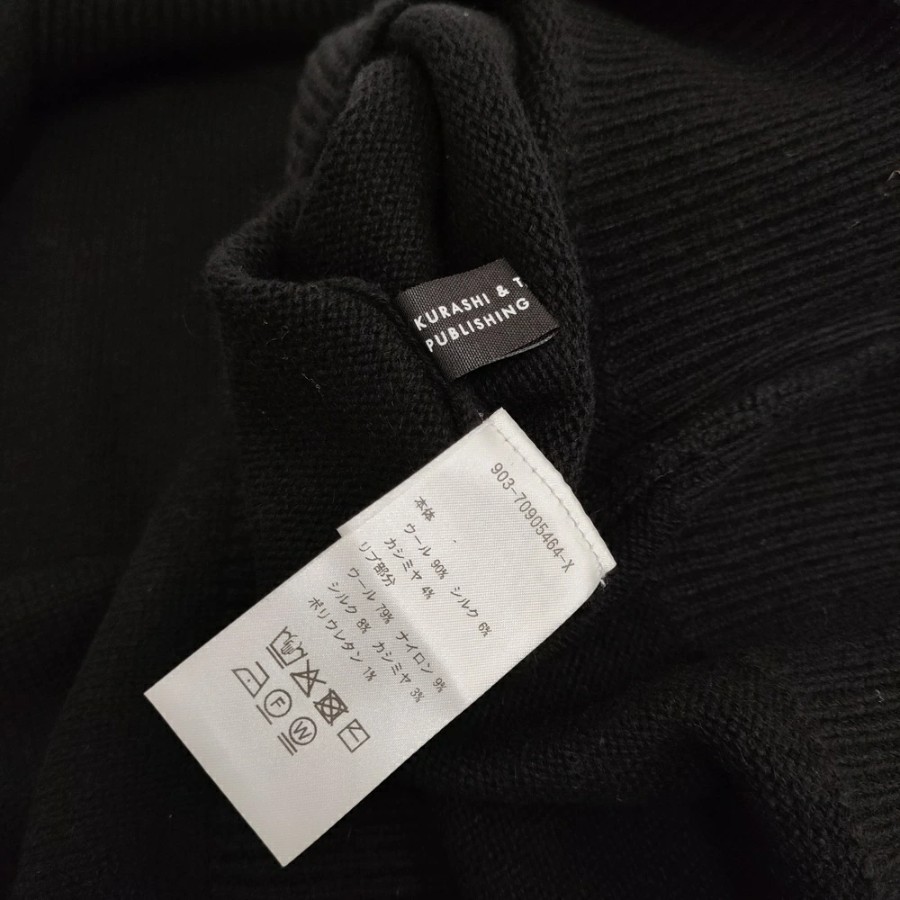 KURASHI & T
PUBLISHING
903-70905464-X
本体
ウール 90% シルク 6%
カシミヤ 4%
リブ部分
ウール 79% ナイロン 9%
シルク 8% カシミヤ 3%
ポリウレタン 1%
F
W